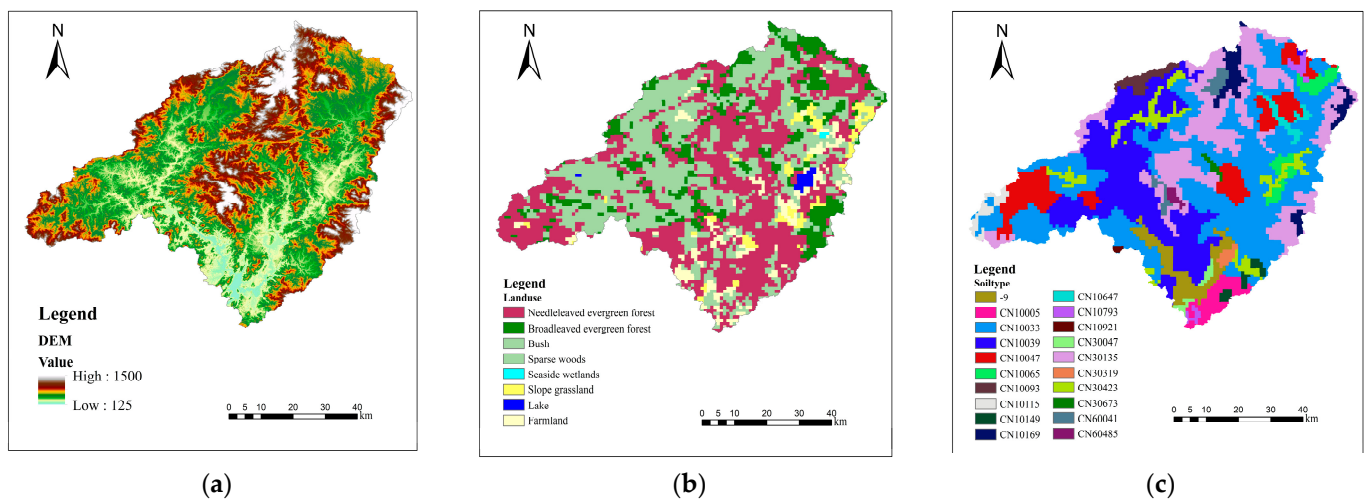 N
Legend
DEM
Value
High : 1500
Low : 125
0 5 10 20 30 40
km
(a)
N
Legend
Landuse
Needleleaved evergreen forest
Broadleaved evergreen forest
Bush
Sparse woods
Seaside wetlands
Slope grassland
Lake
Farmland
0 5 10 20 30 40
km
(b)
N
Legend
Soiltype
-9
CN10005
CN10033
CN10039
CN10047
CN10065
CN10093
CN10115
CN10149
CN10169
CN10647
CN10793
CN10921
CN30047
CN30135
CN30319
CN30423
CN30673
CN60041
CN60485
0 5 10 20 30 40
km
(c)